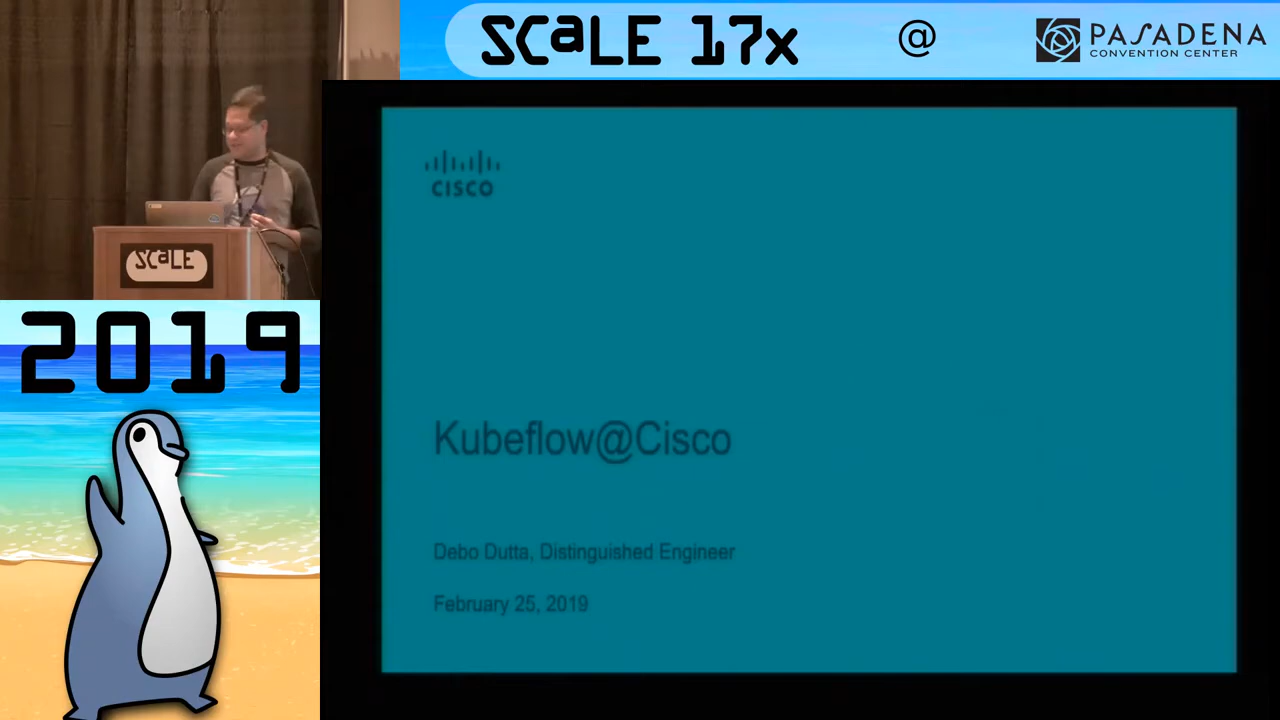 SCaLE 17x
@
PASADENA
CONVENTION CENTER
CISCO
SCaLE
Kubeflow@Cisco
2019
Debo Dutta, Distinguished Engineer
February 25, 2019